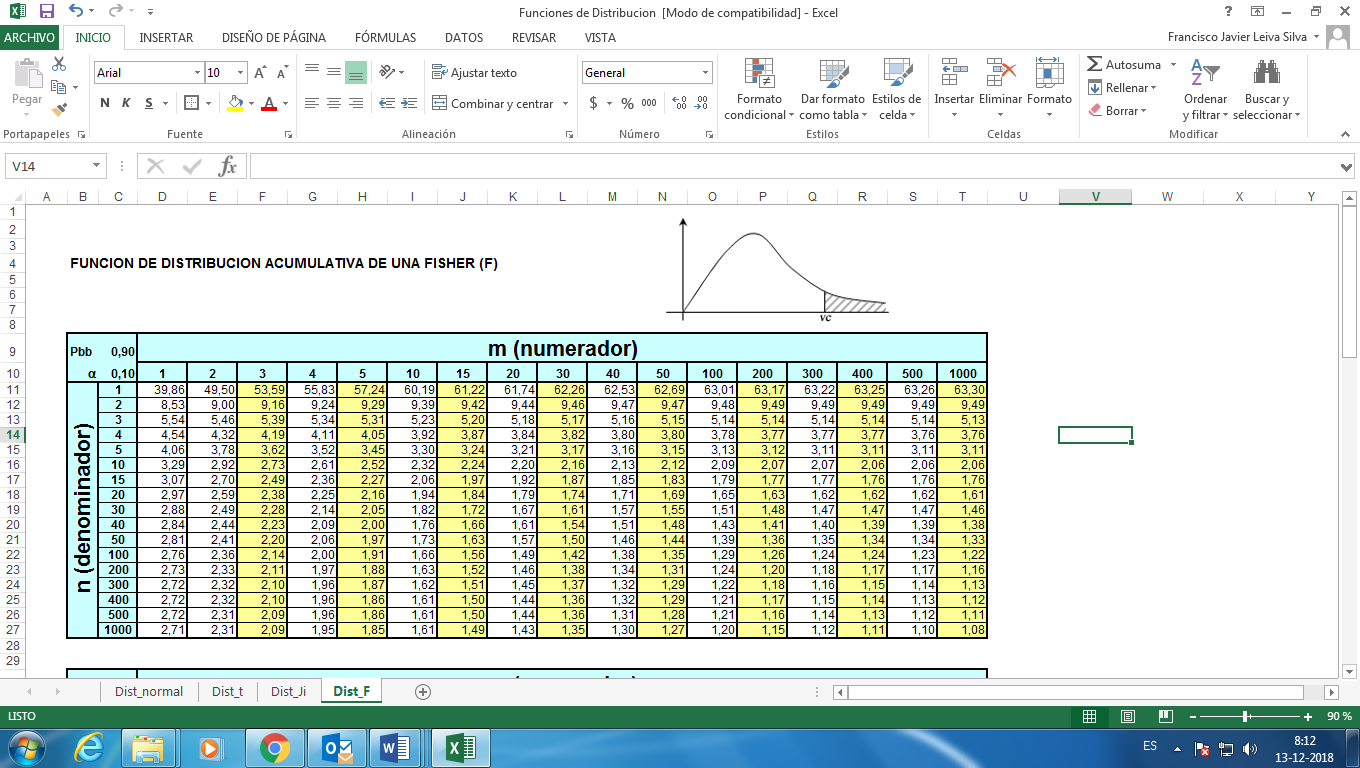 Funciones de Distribucion [Modo de compatibilidad] - Excel
ARCHIVO INICIO INSERTAR DISEÑO DE PÁGINA FÓRMULAS DATOS REVISAR VISTA Francisco Javier Leiva Silva
Pegar Arial 10 Ajustar texto General Formato condicional Dar formato como tabla Estilos de celda Insertar Eliminar Formato Autosuma Rellenar Borrar Ordenar y filtrar Buscar y seleccionar
N K S A Combinar y centrar $ % 000
Portapapeles Fuente Alineación Número Estilos Celdas Modificar
V14 fx
A B C D E F G H I J K L M N O P Q R S T U V W X Y
1
2
3
4 FUNCION DE DISTRIBUCION ACUMULATIVA DE UNA FISHER (F)
5
6
7
vc
8
9 Pbb 0,90 m (numerador)
10 α 0,10 1 2 3 4 5 10 15 20 30 40 50 100 200 300 400 500 1000
n (denominador)
11 1 39,86 49,50 53,59 55,83 57,24 60,19 61,22 61,74 62,26 62,53 62,69 63,01 63,17 63,22 63,25 63,26 63,30
12 2 8,53 9,00 9,16 9,24 9,29 9,39 9,42 9,44 9,46 9,47 9,47 9,48 9,49 9,49 9,49 9,49 9,49
13 3 5,54 5,46 5,39 5,34 5,31 5,23 5,20 5,18 5,17 5,16 5,15 5,14 5,14 5,14 5,14 5,14 5,13
14 4 4,54 4,32 4,19 4,11 4,05 3,92 3,87 3,84 3,82 3,80 3,80 3,78 3,77 3,77 3,77 3,76 3,76
15 5 4,06 3,78 3,62 3,52 3,45 3,30 3,24 3,21 3,17 3,16 3,15 3,13 3,12 3,11 3,11 3,11 3,11
16 10 3,29 2,92 2,73 2,61 2,52 2,32 2,24 2,20 2,16 2,13 2,12 2,09 2,07 2,07 2,06 2,06 2,06
17 15 3,07 2,70 2,49 2,36 2,27 2,06 1,97 1,92 1,87 1,85 1,83 1,79 1,77 1,77 1,76 1,76 1,76
18 20 2,97 2,59 2,38 2,25 2,16 1,94 1,84 1,79 1,74 1,71 1,69 1,65 1,63 1,62 1,62 1,62 1,61
19 30 2,88 2,49 2,28 2,14 2,05 1,82 1,72 1,67 1,61 1,57 1,55 1,51 1,48 1,47 1,47 1,47 1,46
20 40 2,84 2,44 2,23 2,09 2,00 1,76 1,66 1,61 1,54 1,51 1,48 1,43 1,41 1,40 1,39 1,39 1,38
21 50 2,81 2,41 2,20 2,06 1,97 1,73 1,63 1,57 1,50 1,46 1,44 1,39 1,36 1,35 1,34 1,34 1,33
22 100 2,76 2,36 2,14 2,00 1,91 1,66 1,56 1,49 1,42 1,38 1,35 1,29 1,26 1,24 1,24 1,23 1,22
23 200 2,73 2,33 2,11 1,97 1,88 1,63 1,52 1,46 1,38 1,34 1,31 1,24 1,20 1,18 1,17 1,17 1,16
24 300 2,72 2,32 2,10 1,96 1,87 1,62 1,51 1,45 1,37 1,32 1,29 1,22 1,18 1,16 1,15 1,14 1,13
25 400 2,72 2,32 2,10 1,96 1,86 1,61 1,50 1,44 1,36 1,32 1,29 1,21 1,17 1,15 1,14 1,13 1,12
26 500 2,72 2,31 2,09 1,96 1,86 1,61 1,50 1,44 1,36 1,31 1,28 1,21 1,16 1,14 1,13 1,12 1,11
27 1000 2,71 2,31 2,09 1,95 1,85 1,61 1,49 1,43 1,35 1,30 1,27 1,20 1,15 1,12 1,11 1,10 1,08
28
29
Dist_normal Dist_t Dist_Ji Dist_F
LISTO 90 %
ES 8:12
13-12-2018